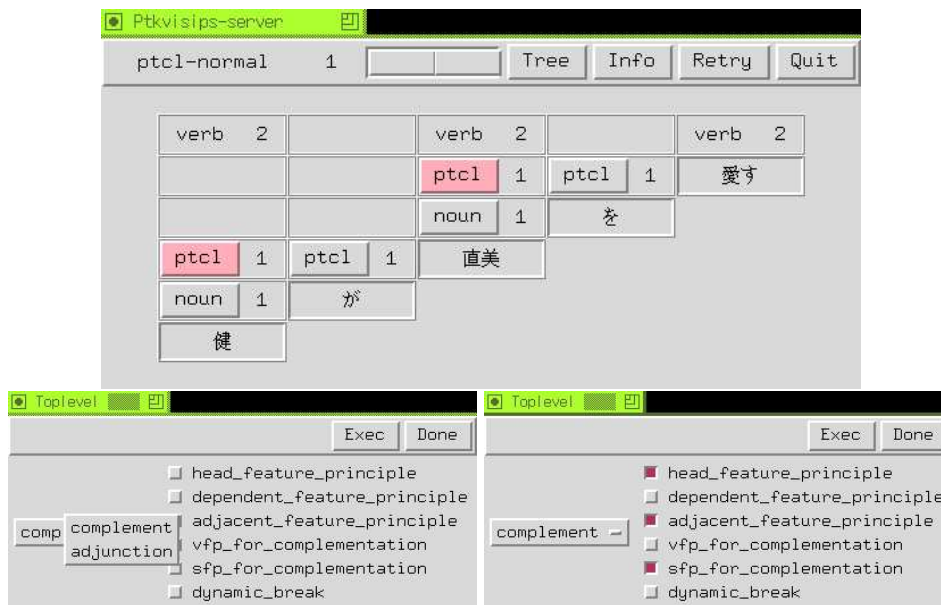 Ptkvisips-server
ptcl-normal 1 Tree Info Retry Quit
verb 2 verb 2 verb 2
ptcl 1 ptcl 1 愛す
noun 1 を
ptcl 1 ptcl 1 直美
noun 1 が
健
Toplevel
Exec Done
head_feature_principle
dependent_feature_principle
adjacent_feature_principle
comp complement
adjunction
vfp_for_complementation
sfp_for_complementation
dynamic_break
Toplevel
Exec Done
head_feature_principle
dependent_feature_principle
adjacent_feature_principle
complement
vfp_for_complementation
sfp_for_complementation
dynamic_break